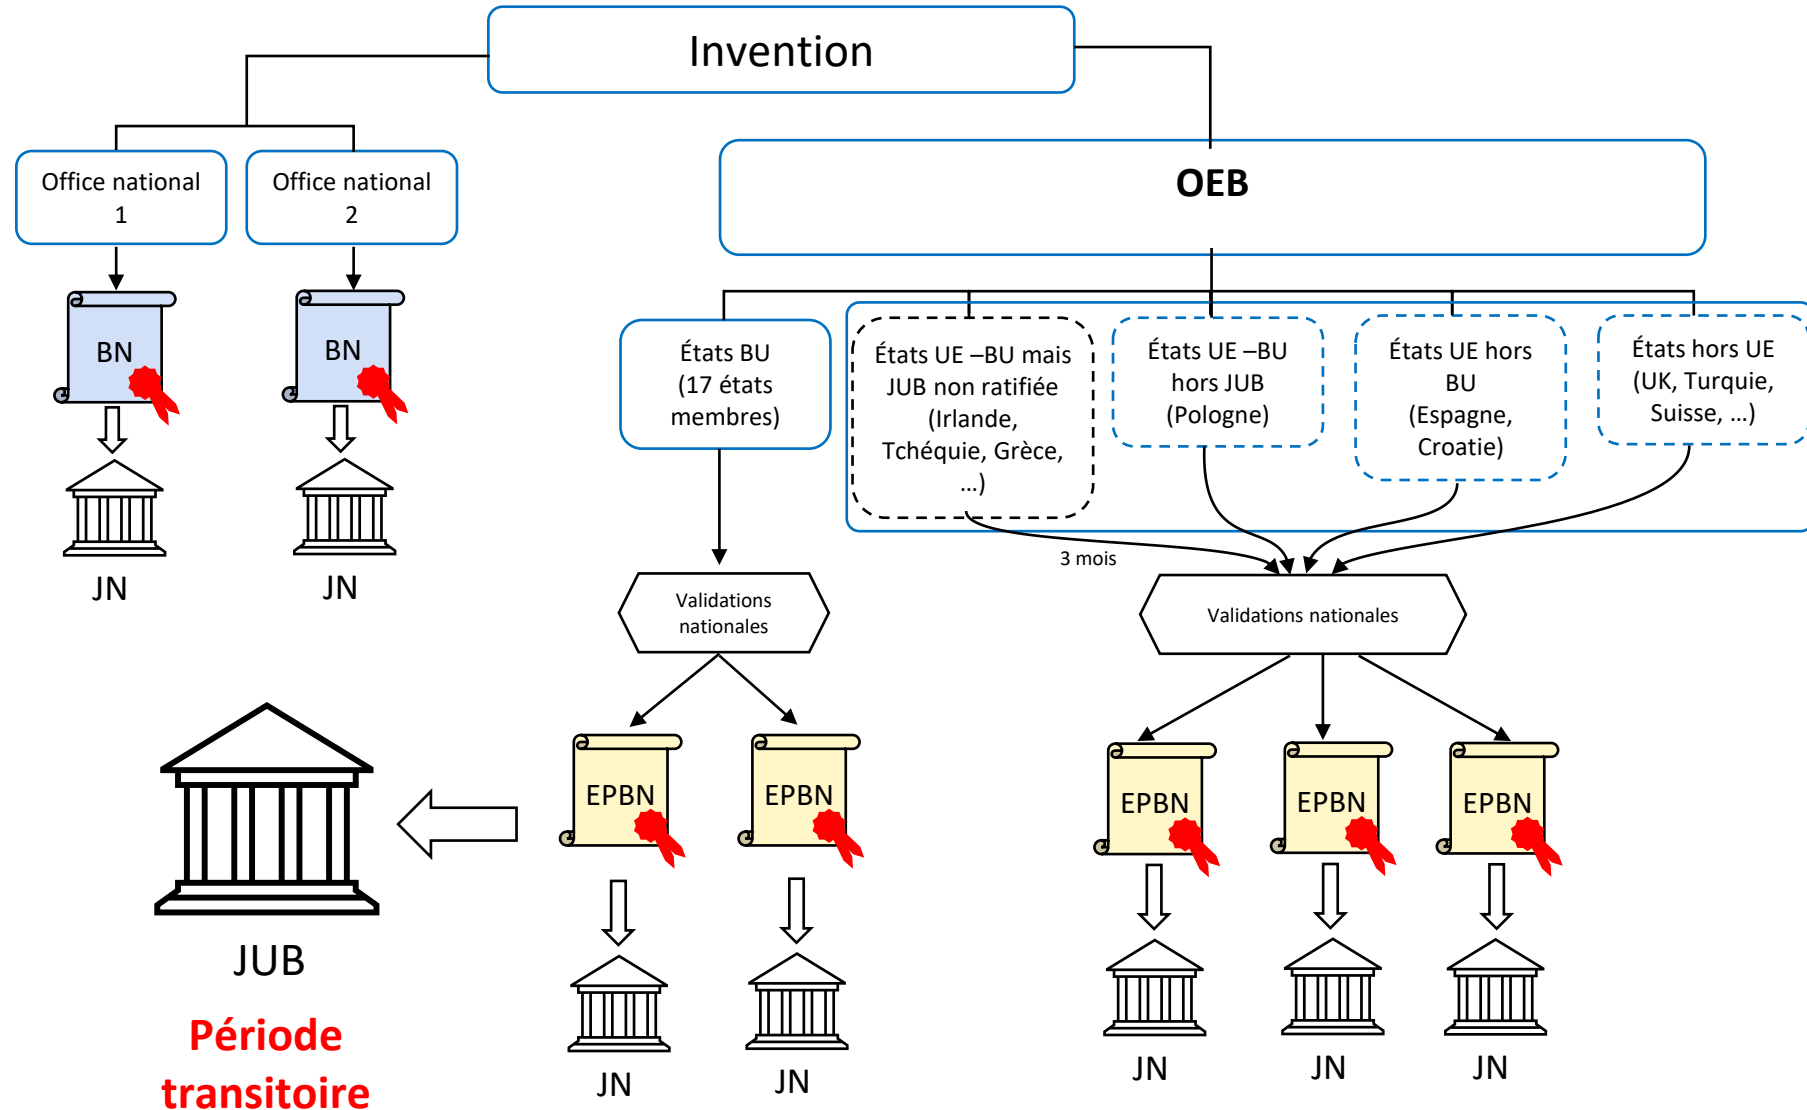 Invention
Office national
1
Office national
2
OEB
BN
BN
JN
JN
États BU
(17 états
membres)
États UE –BU mais
JUB non ratifiée
(Irlande,
Tchéquie, Grèce,
...)
États UE –BU
hors JUB
(Pologne)
États UE hors
BU
(Espagne,
Croatie)
États hors UE
(UK, Turquie,
Suisse, ...)
3 mois
Validations
nationales
Validations nationales
EPBN
EPBN
EPBN
EPBN
EPBN
JUB
Période
transitoire
JN
JN
JN
JN
JN